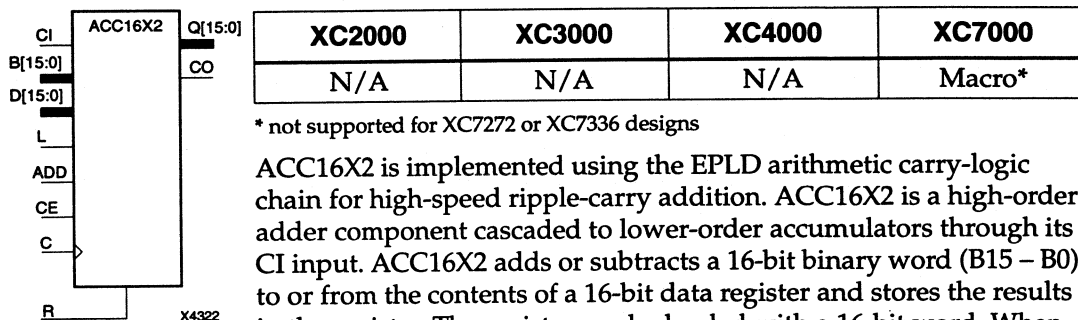 ACC16X2
CI
B[15:0]
D[15:0]
L
ADD
CE
C
R
Q[15:0]
CO
X4322
XC2000 XC3000 XC4000 XC7000
N/A N/A N/A Macro*
* not supported for XC7272 or XC7336 designs
ACC16X2 is implemented using the EPLD arithmetic carry-logic
chain for high-speed ripple-carry addition. ACC16X2 is a high-order
adder component cascaded to lower-order accumulators through its
CI input. ACC16X2 adds or subtracts a 16-bit binary word (B15 – B0)
to or from the contents of a 16-bit data register and stores the results